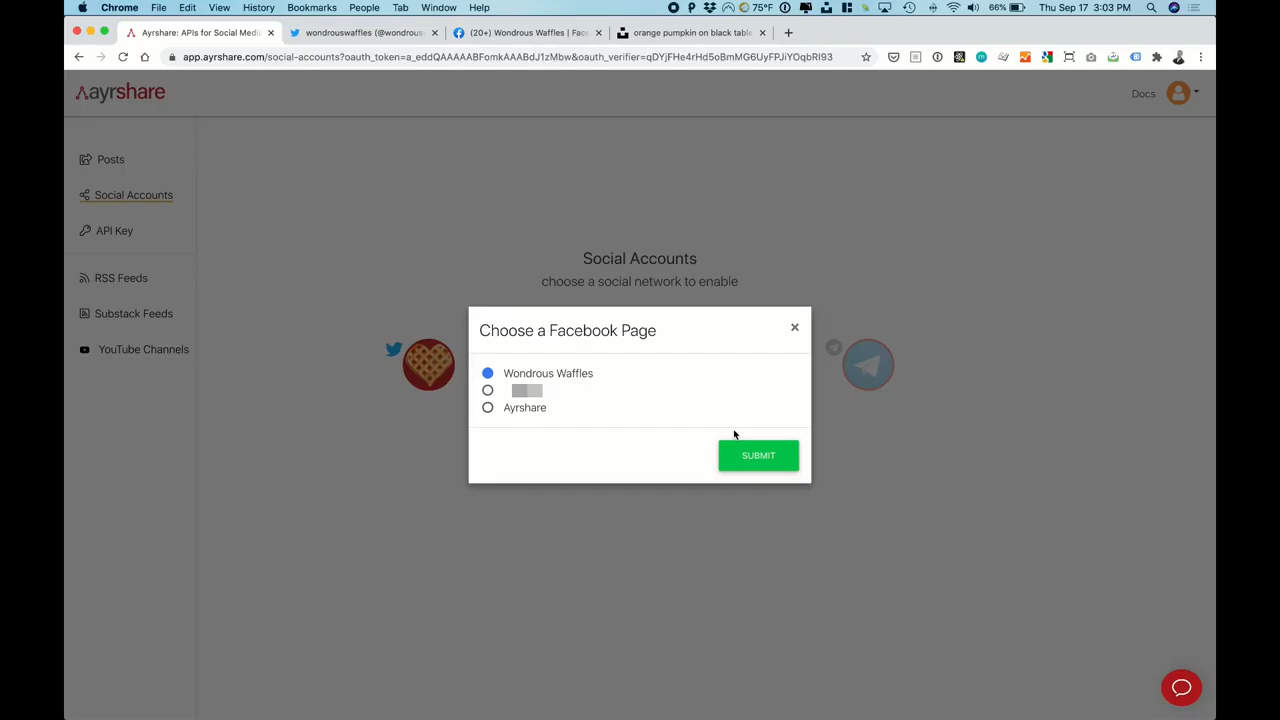 Chrome File Edit View History Bookmarks People Tab Window Help 75°F 66% Thu Sep 17 3:03 PM
Ayrshare: APIs for Social Medi wondrouswaffles (@wondrous (20+) Wondrous Waffles | Fac orange pumpkin on black table
app.ayrshare.com/social-accounts?oauth_token=a_eddQAAAAABFomkAAABdJ1zMbw&oauth_verifier=qDYjFHe4rHd5oBmMG6UyFPJiYOqbRI93
ayrshare
Docs
Posts
Social Accounts
API Key
RSS Feeds
Substack Feeds
YouTube Channels
Social Accounts
choose a social network to enable
Choose a Facebook Page
×
Wondrous Waffles
Ayrshare
SUBMIT